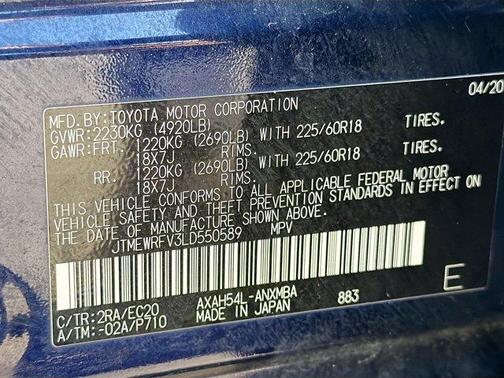 MFD.BY:TOYOTA MOTOR CORPORATION 04/20
GVWR:2230KG (4920LB)
GAWR:FRT. 1220KG (2690LB) WITH 225/60R18 TIRES.
18X7J RIMS.
RR. 1220KG (2690LB) WITH 225/60R18 TIRES.
18X7J RIMS.
THIS VEHICLE CONFORMS TO ALL APPLICABLE FEDERAL MOTOR
VEHICLE SAFETY AND THEFT PREVENTION STANDARDS IN EFFECT ON
THE DATE OF MANUFACTURE SHOWN ABOVE.
JTMEWRFV3LD550589 MPV
C/TR:2RA/EC20 AXAH54L-ANXMBA E
A/TM:-02A/P710 MADE IN JAPAN 883